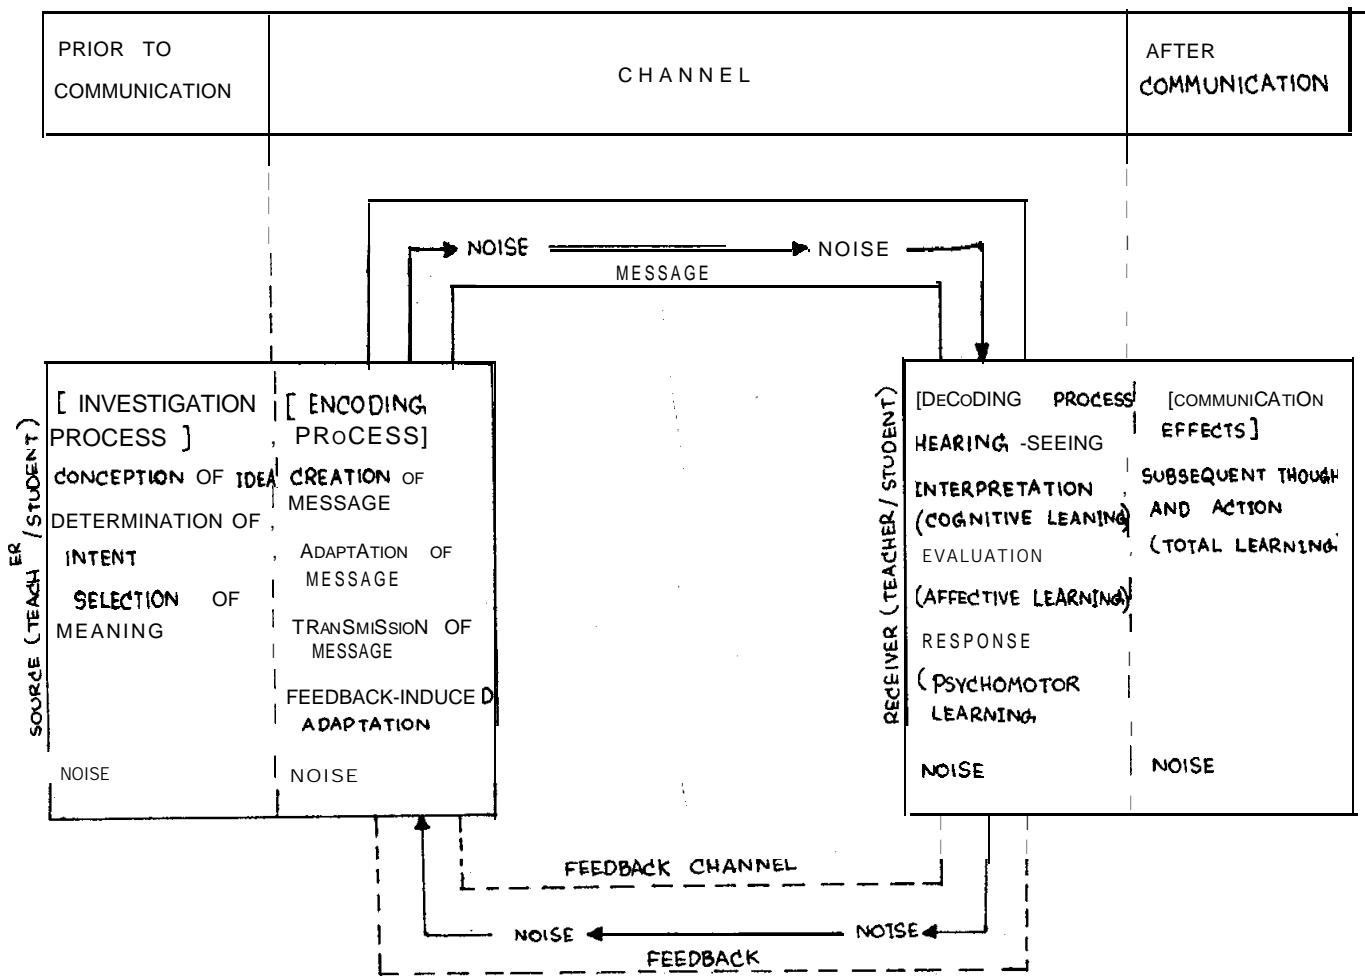 PRIOR TO
COMMUNICATION
CHANNEL
AFTER
COMMUNICATION
NOISE
NOISE
MESSAGE
SOURCE (TEACHER/STUDENT)
[ INVESTIGATION
PROCESS ]
CONCEPTION OF IDEA
DETERMINATION OF
INTENT
SELECTION OF
MEANING
NOISE
[ ENCODING
PROCESS]
CREATION OF
MESSAGE
ADAPTATION OF
MESSAGE
TRANSMISSION OF
MESSAGE
FEEDBACK-INDUCED
ADAPTATION
NOISE
RECEIVER (TEACHER/STUDENT)
[DECODING PROCESS
HEARING -SEEING
INTERPRETATION
(COGNITIVE LEANING)
EVALUATION
(AFFECTIVE LEARNING)
RESPONSE
(PSYCHOMOTOR
LEARNING
NOISE
[COMMUNICATION
EFFECTS]
SUBSEQUENT THOUGH
AND ACTION
(TOTAL LEARNING
NOISE
FEEDBACK CHANNEL
NOISE
NOISE
FEEDBACK